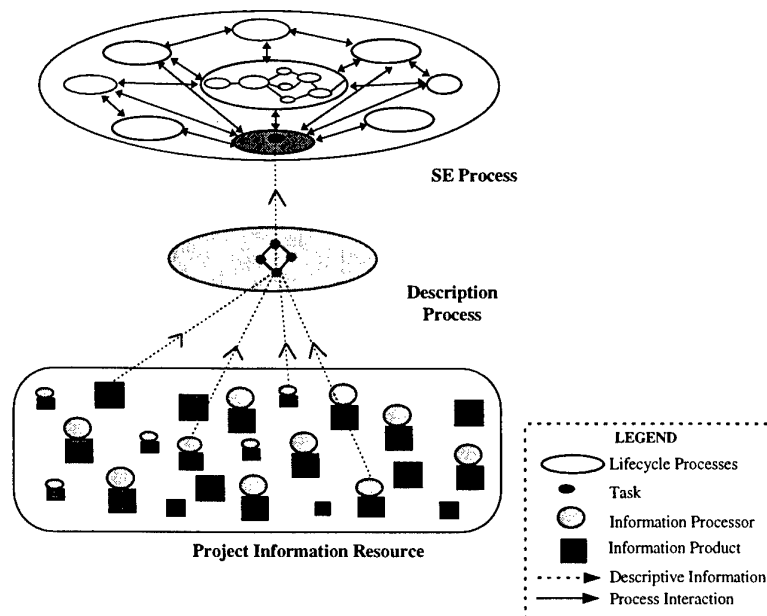 SE Process
Description
Process
Project Information Resource
LEGEND
Lifecycle Processes
Task
Information Processor
Information Product
Descriptive Information
Process Interaction